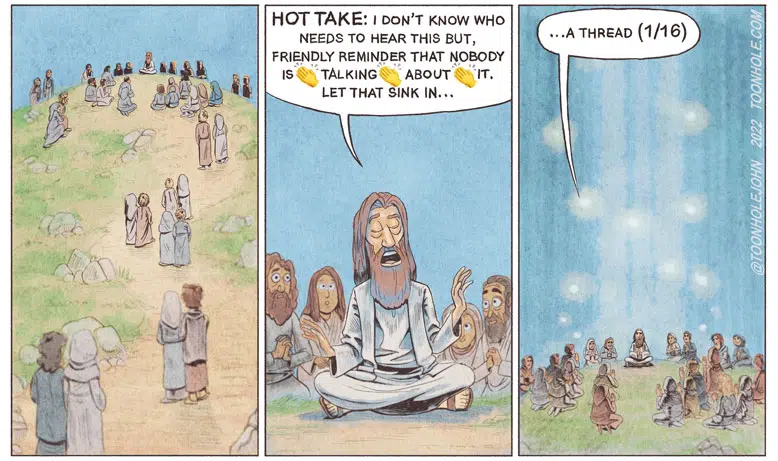 HOT TAKE: I DON'T KNOW WHO
NEEDS TO HEAR THIS BUT,
FRIENDLY REMINDER THAT NOBODY
IS 👏 TALKING 👏 ABOUT 👏 IT.
LET THAT SINK IN...
...A THREAD (1/16)
@TOONHOLEJOHN 2022 TOONHOLE.COM